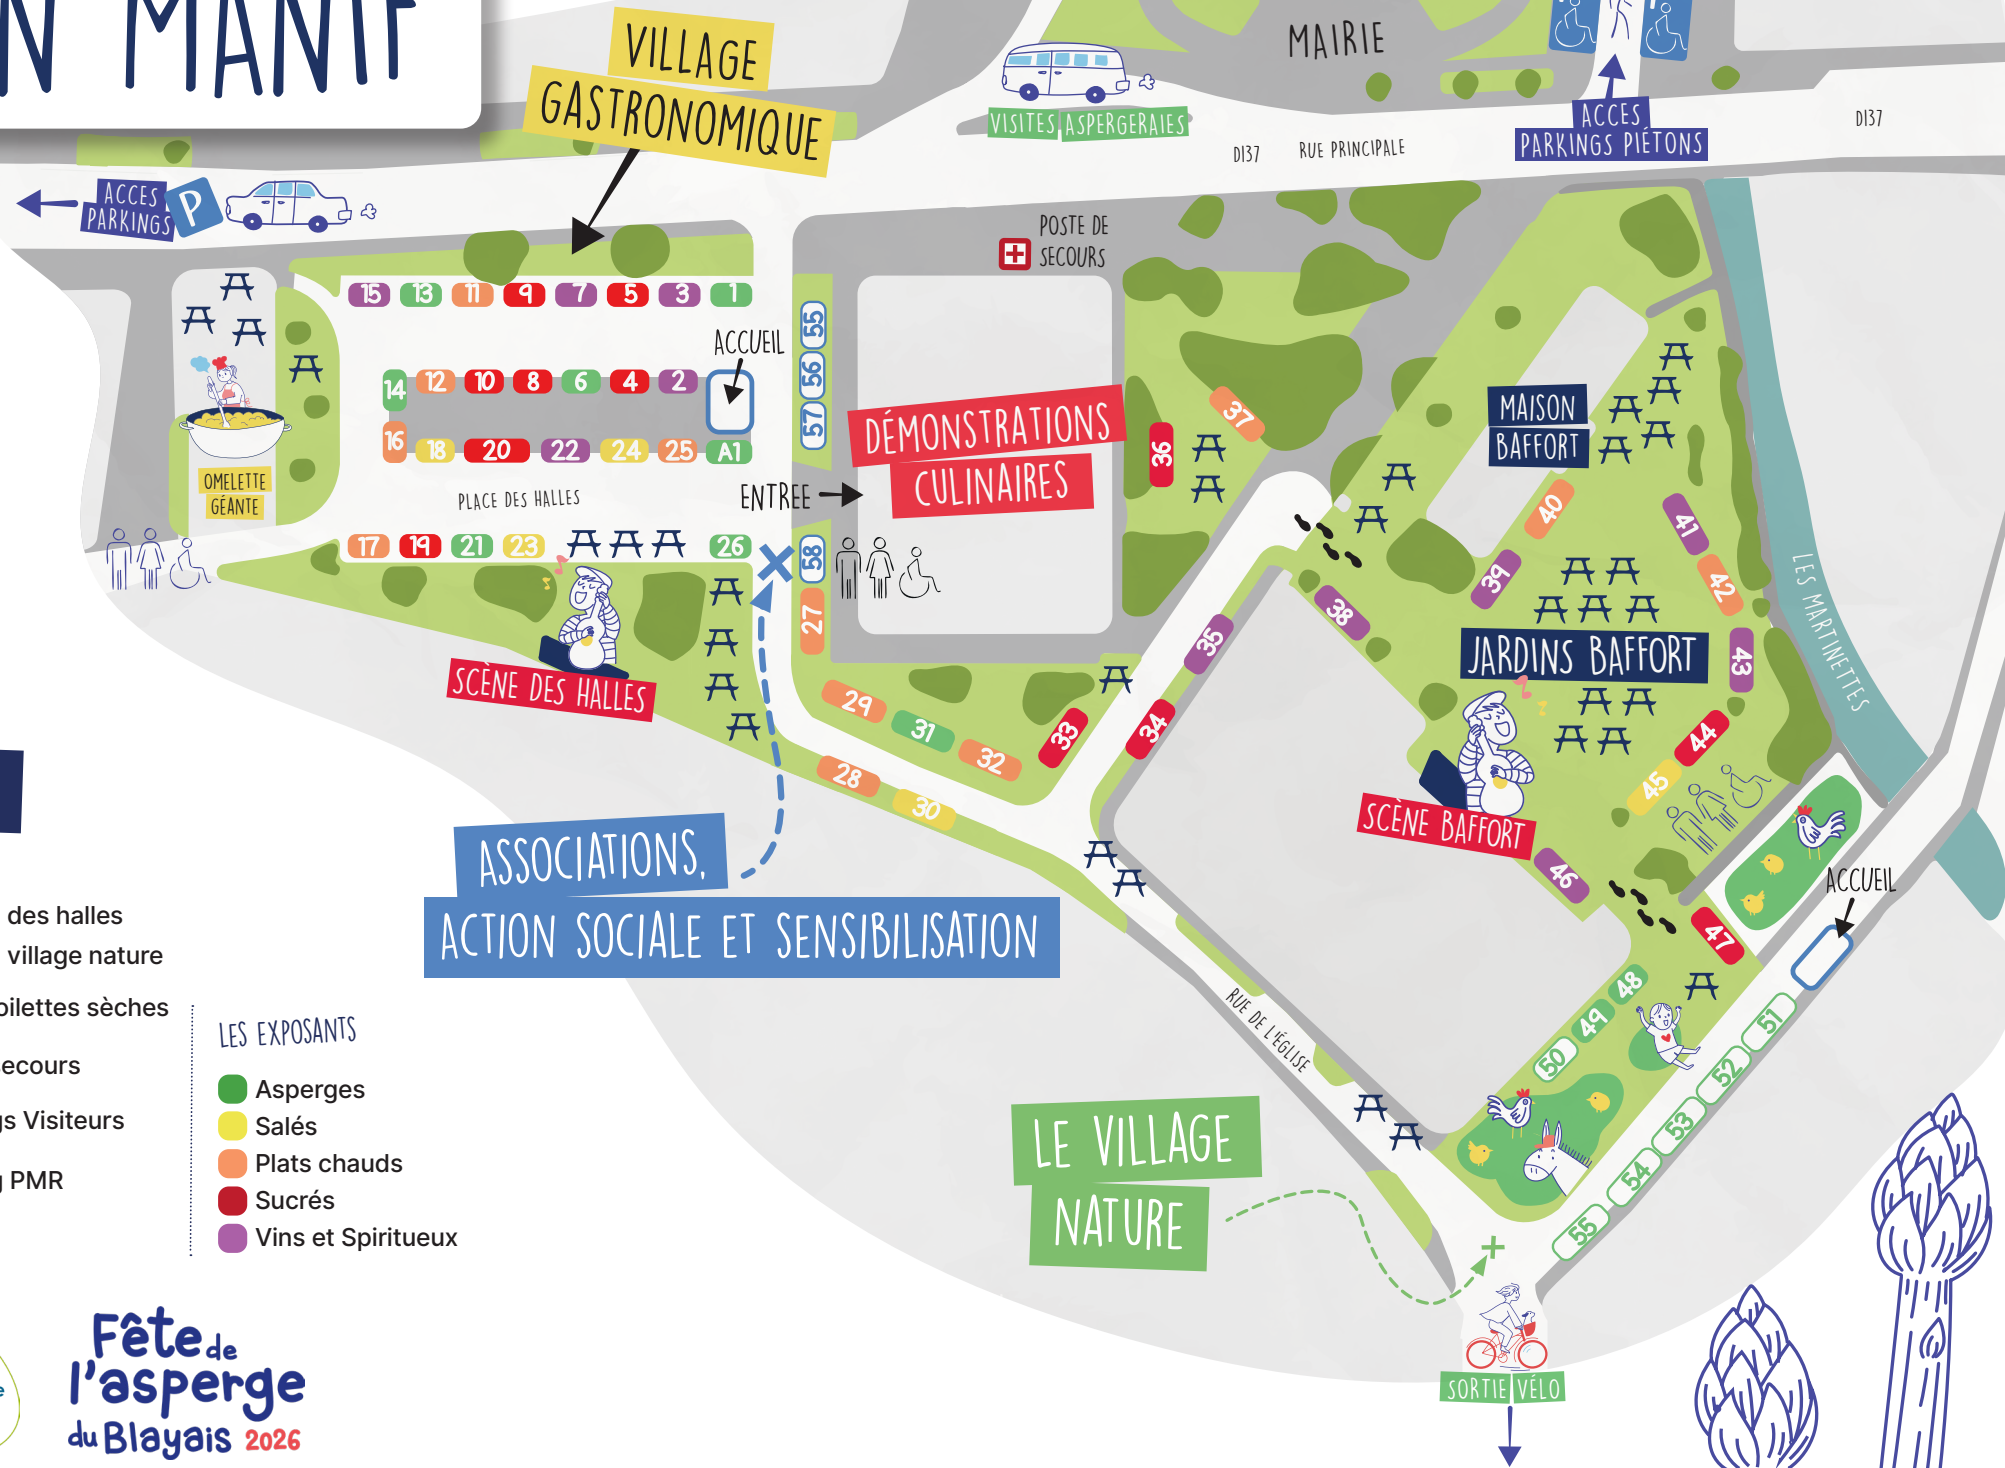 N MANIF
VILLAGE
GASTRONOMIQUE
VISITES ASPERGERAIES
MAIRIE
ACCES
PARKINGS PIÉTONS
D137
D137
RUE PRINCIPALE
ACCES
PARKINGS
P
POSTE DE
SECOURS
15 13 11 9 7 5 3 1
ACCUEIL
14 12 10 8 6 4 2
16 18 20 22 24 25 A1
55
56
57
58
27
DÉMONSTRATIONS
CULINAIRES
ENTREE
OMELETTE
GÉANTE
PLACE DES HALLES
17 19 21 23 26
SCÈNE DES HALLES
36
37
MAISON
BAFFORT
40
41
39
42
38
43
35
JARDINS BAFFORT
LES MARTINETTES
29
31
32
33
34
28
30
44
45
SCÈNE BAFFORT
46
47
ACCUEIL
ASSOCIATIONS,
ACTION SOCIALE ET SENSIBILISATION
RUE DE L'ÉGLISE
48
49
50
51
52
53
54
55
LE VILLAGE
NATURE
SORTIE VÉLO
des halles
village nature
oilettes sèches
secours
gs Visiteurs
g PMR
LES EXPOSANTS
Asperges
Salés
Plats chauds
Sucrés
Vins et Spiritueux
e
Fête de
l'asperge
du Blayais 2026